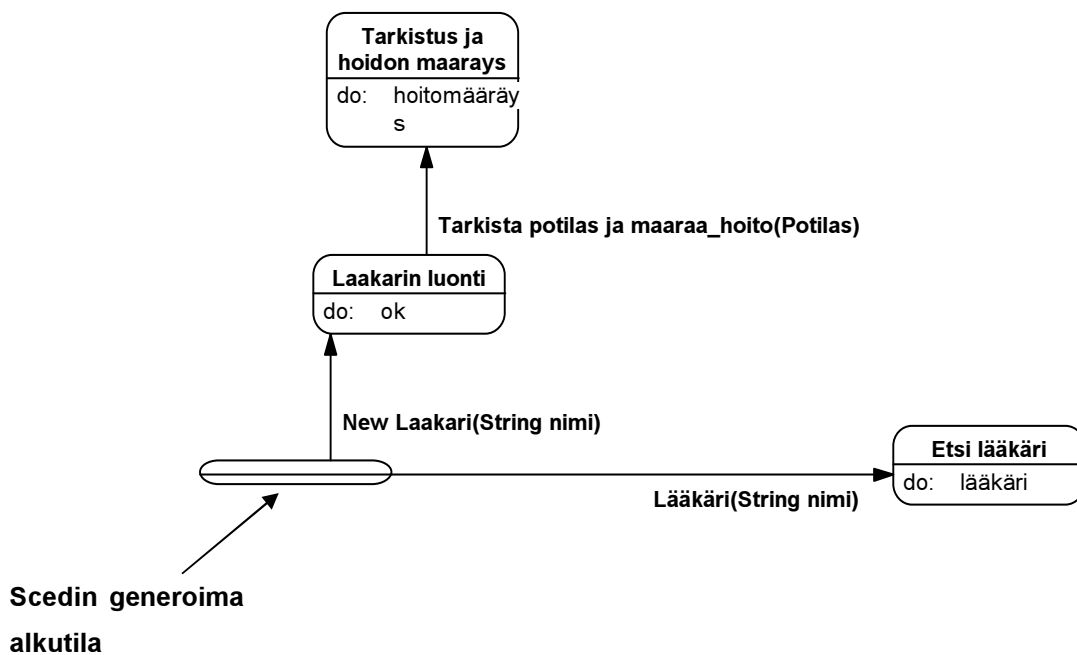 Tarkistus ja
hoidon maarays
do: hoitomääräy
s
Tarkista potilas ja maaraa_hoito(Potilas)
Laakarin luonti
do: ok
New Laakari(String nimi)
Etsi lääkäri
do: lääkäri
Lääkäri(String nimi)
Scedin generoima
alkutila